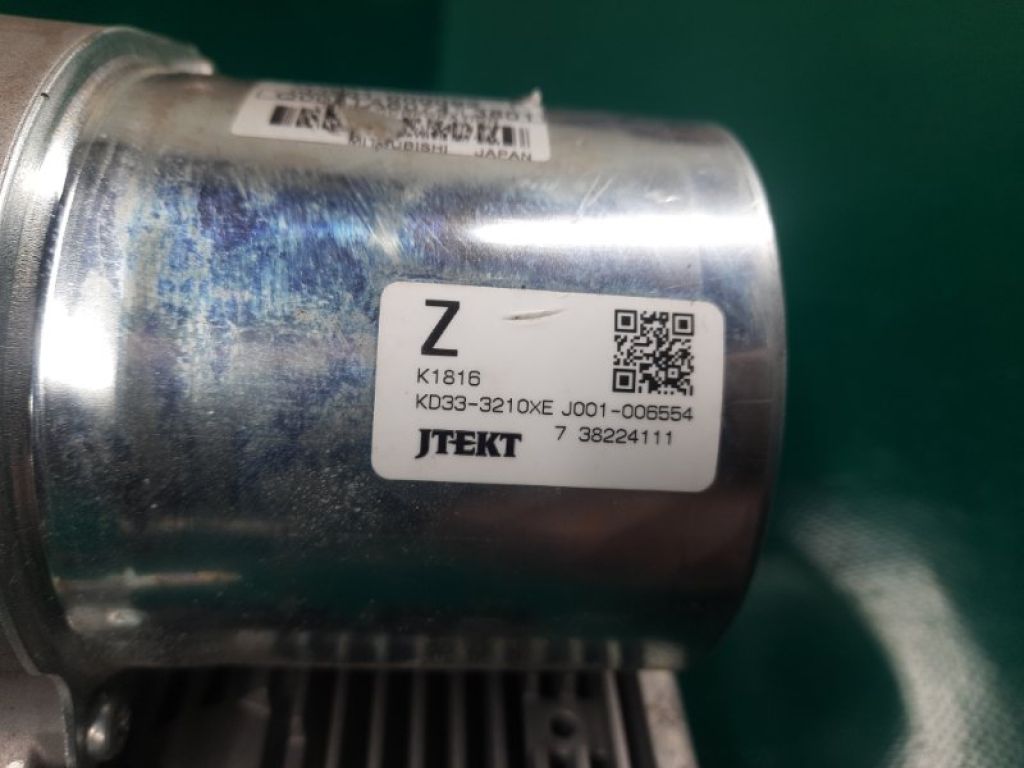 JAPAN
Z
K1816
KD33-3210XE J001-006554
JTEKT 7 38224111